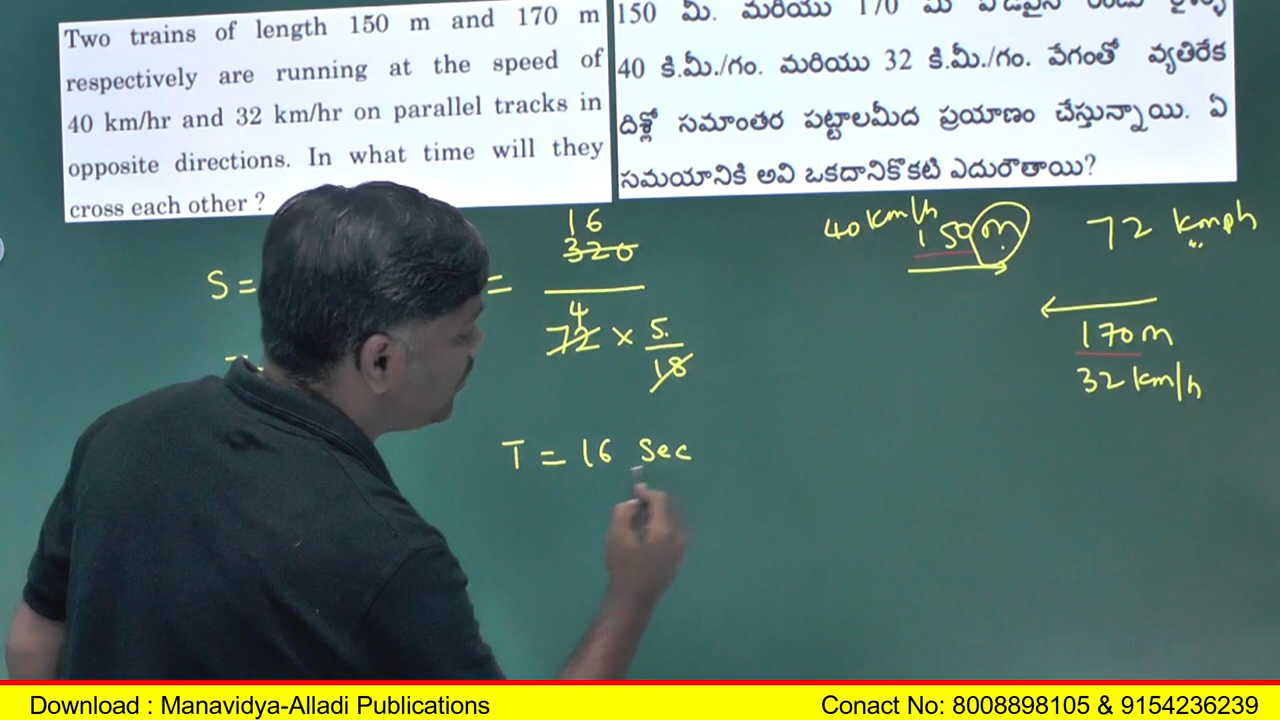 Two trains of length 150 m and 170 m
respectively are running at the speed of
40 km/hr and 32 km/hr on parallel tracks in
opposite directions. In what time will they
cross each other ?
150 మీ. మరియు 170 మీ
40 కి.మీ./గం. మరియు 32 కి.మీ./గం. వేగంతో వ్యతిరేక
దిశల్లో సమాంతర పట్టాలమీద ప్రయాణం చేస్తున్నాయి. ఏ
సమయానికి అవి ఒకదానికొకటి ఎదురౌతాయి?
S =
=
16
320
4
72 × 5
18
T = 16 Sec
40 km/h
150 m
72 kmph
170 m
32 km/h
Download : Manavidya-Alladi Publications
Conact No: 8008898105 & 9154236239